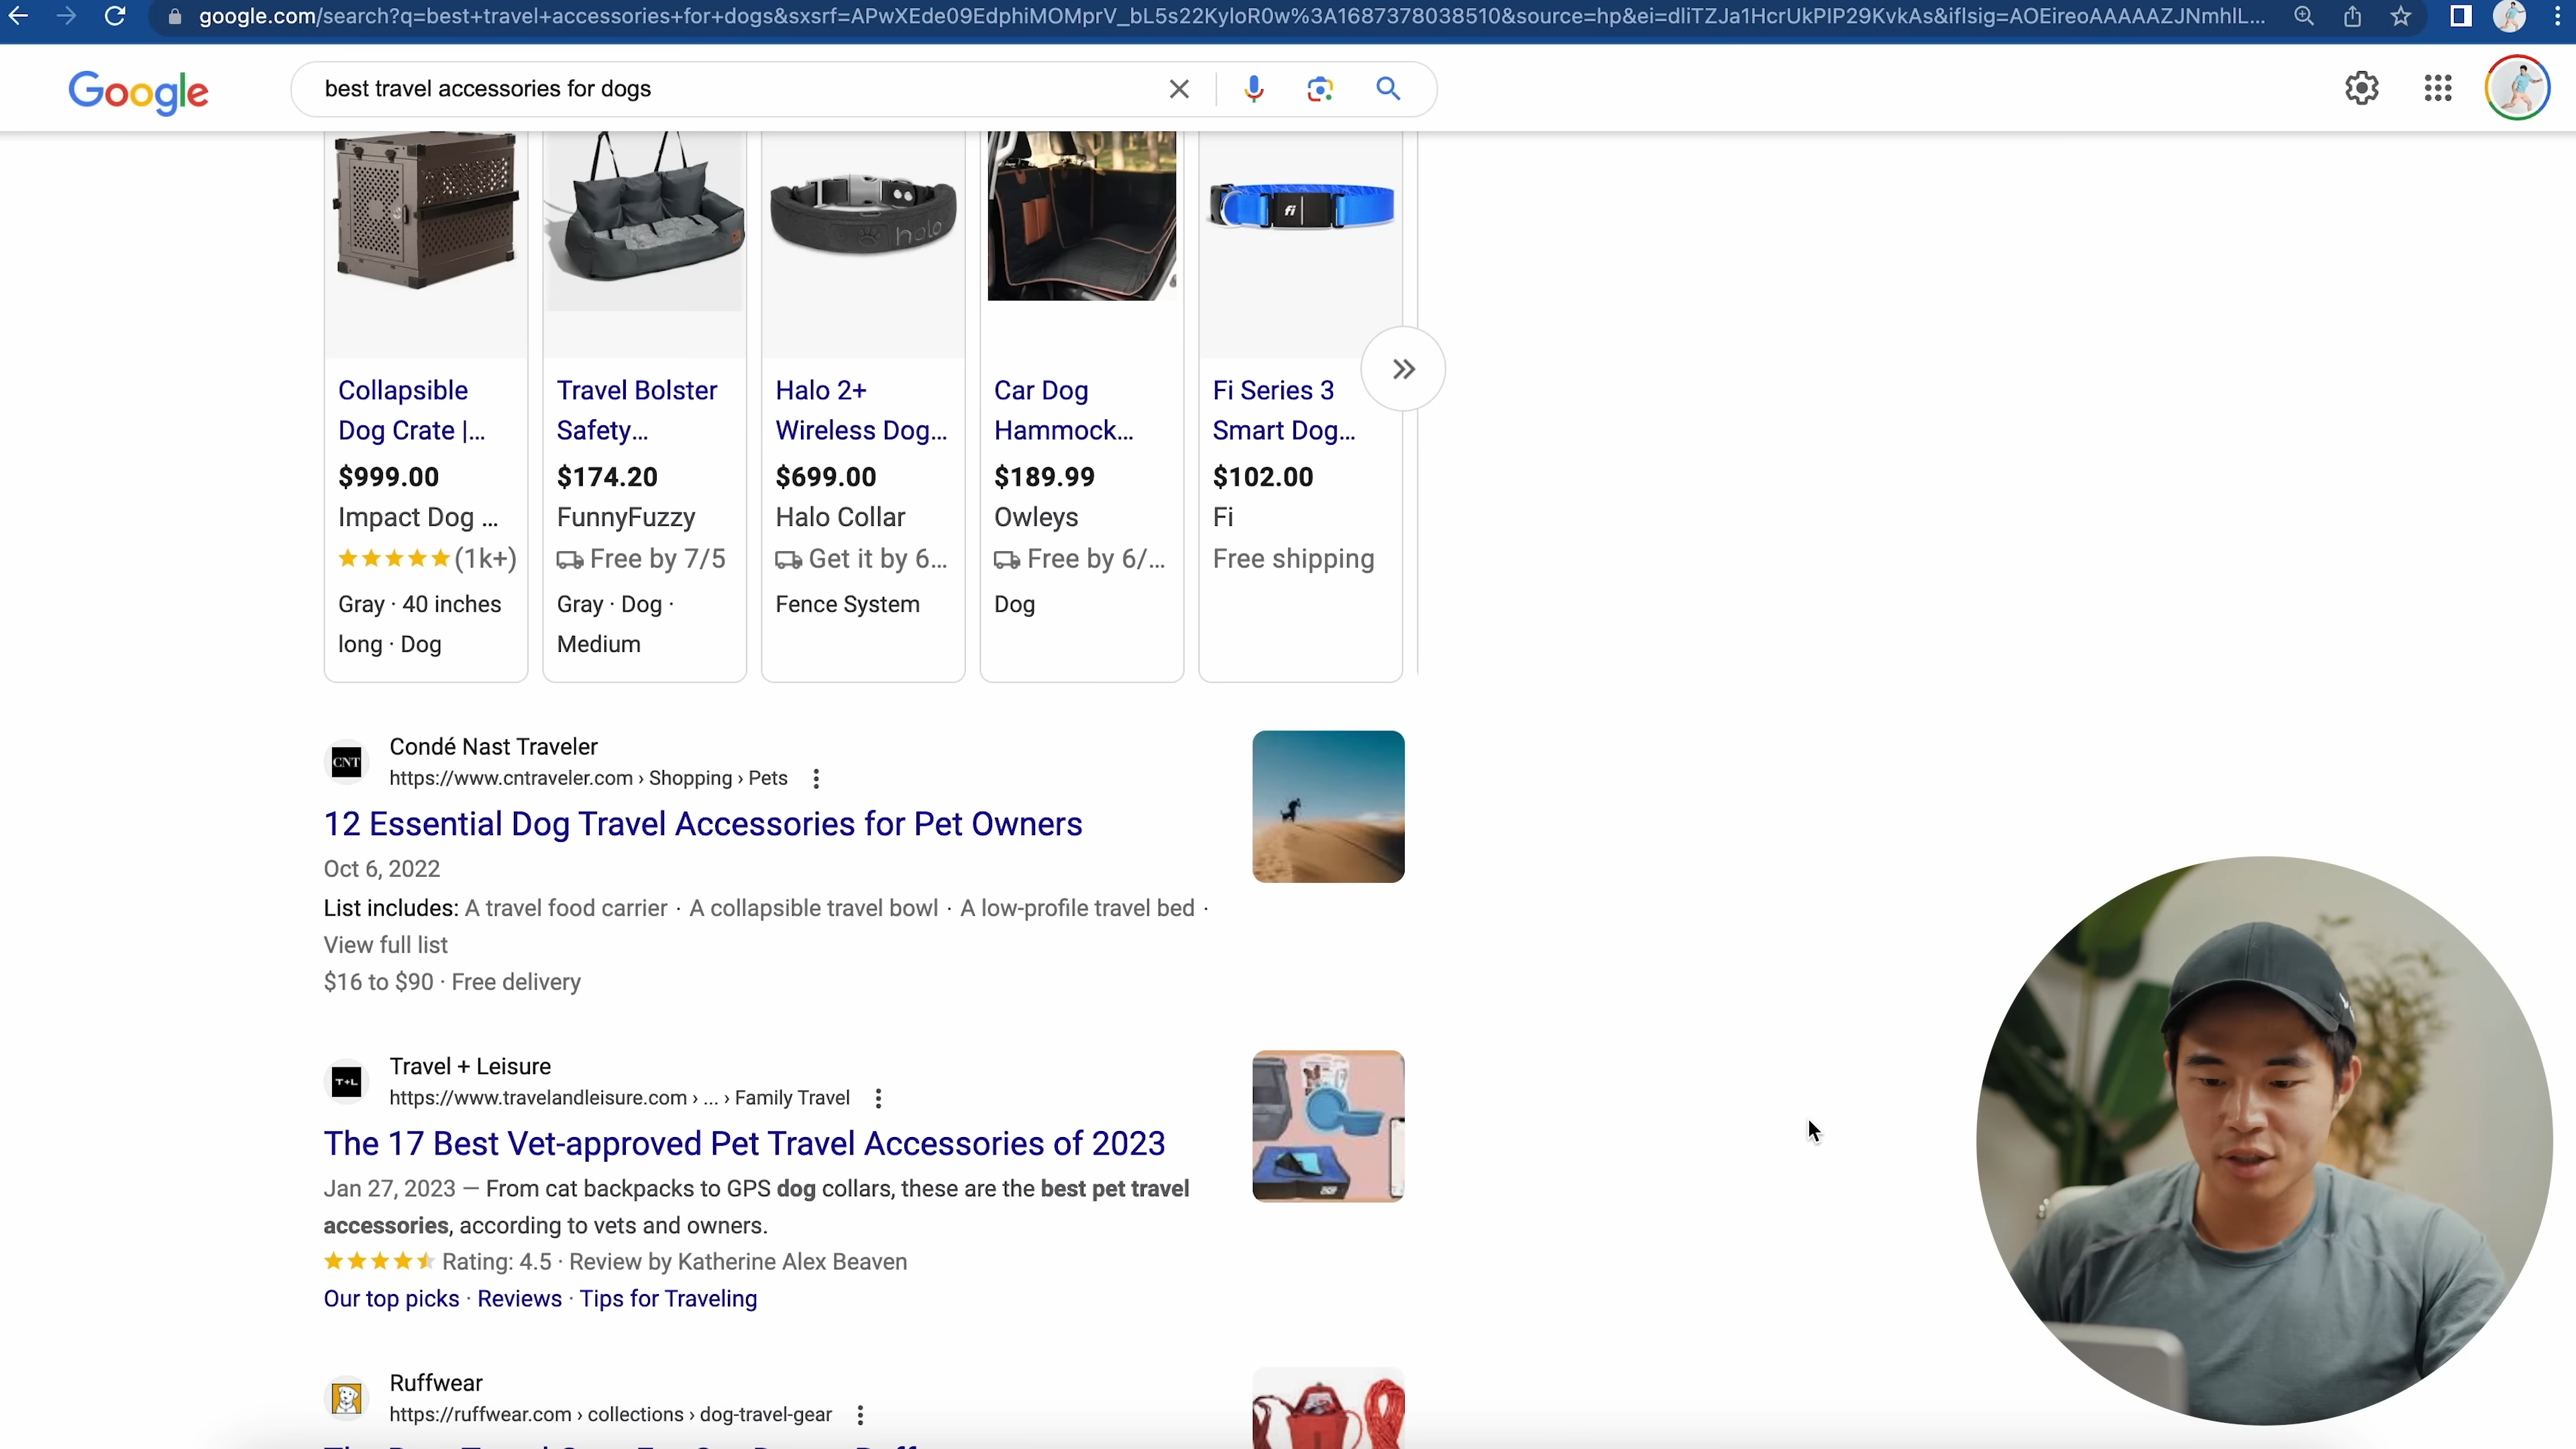 google.com/search?q=best+travel+accessories+for+dogs&sxsrf=APwXEde09EdphiMOMprV_bL5s22KyloR0w%3A1687378038510&source=hp&ei=dliTZJa1HcrUkPIP29KvkAs&iflsig=AOEireoAAAAAZJNmhlL...
Google
best travel accessories for dogs
holo
fi
Collapsible
Dog Crate |...
$999.00
Impact Dog ...
(1k+)
Gray · 40 inches
long · Dog
Travel Bolster
Safety...
$174.20
FunnyFuzzy
Free by 7/5
Gray · Dog ·
Medium
Halo 2+
Wireless Dog...
$699.00
Halo Collar
Get it by 6...
Fence System
Car Dog
Hammock...
$189.99
Owleys
Free by 6/...
Dog
Fi Series 3
Smart Dog...
$102.00
Fi
Free shipping
CNT
Condé Nast Traveler
https://www.cntraveler.com › Shopping › Pets
12 Essential Dog Travel Accessories for Pet Owners
Oct 6, 2022
List includes: A travel food carrier · A collapsible travel bowl · A low-profile travel bed ·
View full list
$16 to $90 · Free delivery
T+L
Travel + Leisure
https://www.travelandleisure.com › ... › Family Travel
The 17 Best Vet-approved Pet Travel Accessories of 2023
Jan 27, 2023 — From cat backpacks to GPS dog collars, these are the best pet travel
accessories, according to vets and owners.
Rating: 4.5 · Review by Katherine Alex Beaven
Our top picks · Reviews · Tips for Traveling
Ruffwear
https://ruffwear.com › collections › dog-travel-gear